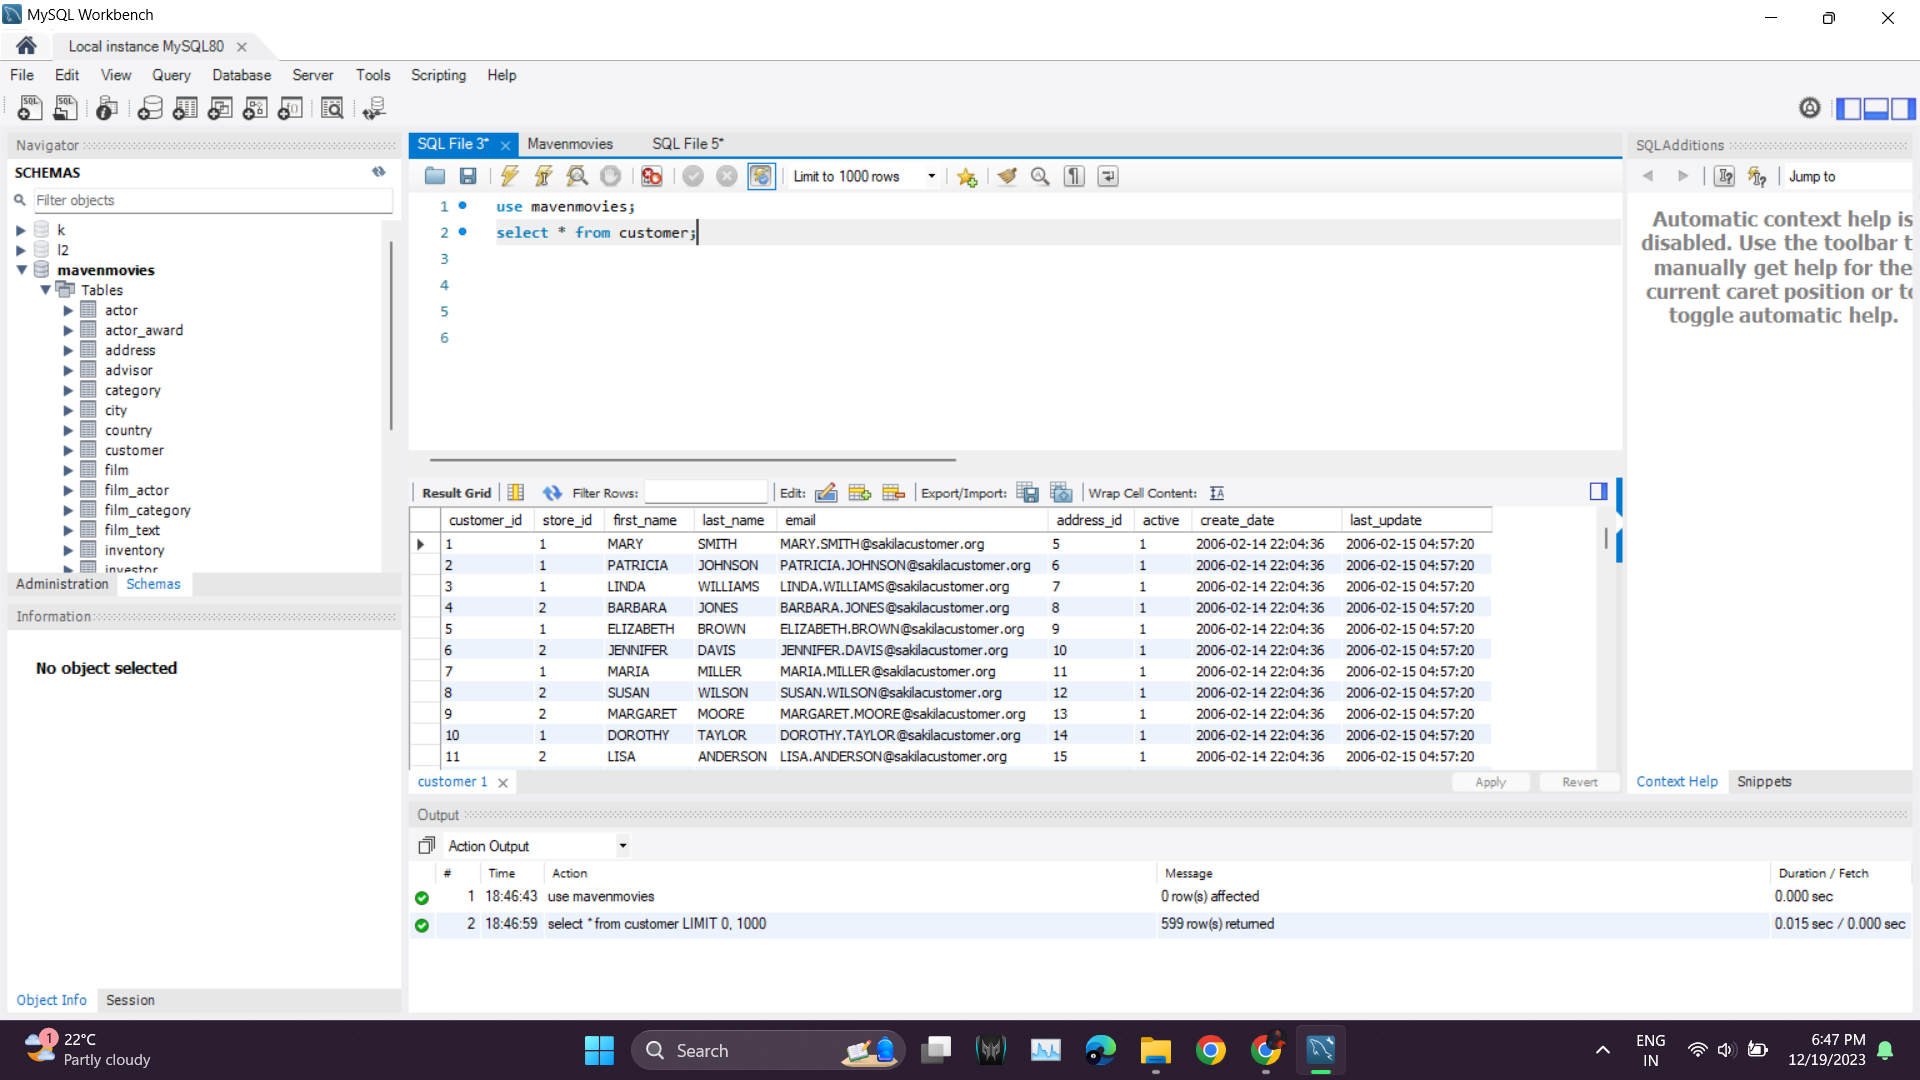 MySQL Workbench
Local instance MySQL80
File Edit View Query Database Server Tools Scripting Help
Navigator
SCHEMAS
Filter objects
k
l2
mavenmovies
Tables
actor
actor_award
address
advisor
category
city
country
customer
film
film_actor
film_category
film_text
inventory
investor
Administration Schemas
Information
No object selected
Object Info Session
SQL File 3* Mavenmovies SQL File 5*
Limit to 1000 rows
1 use mavenmovies;
2 select * from customer;
3
4
5
6
Result Grid Filter Rows: Edit: Export/Import: Wrap Cell Content:
customer_id store_id first_name last_name email address_id active create_date last_update
1 1 MARY SMITH MARY.SMITH@sakilacustomer.org 5 1 2006-02-14 22:04:36 2006-02-15 04:57:20
2 1 PATRICIA JOHNSON PATRICIA.JOHNSON@sakilacustomer.org 6 1 2006-02-14 22:04:36 2006-02-15 04:57:20
3 1 LINDA WILLIAMS LINDA.WILLIAMS@sakilacustomer.org 7 1 2006-02-14 22:04:36 2006-02-15 04:57:20
4 2 BARBARA JONES BARBARA.JONES@sakilacustomer.org 8 1 2006-02-14 22:04:36 2006-02-15 04:57:20
5 1 ELIZABETH BROWN ELIZABETH.BROWN@sakilacustomer.org 9 1 2006-02-14 22:04:36 2006-02-15 04:57:20
6 2 JENNIFER DAVIS JENNIFER.DAVIS@sakilacustomer.org 10 1 2006-02-14 22:04:36 2006-02-15 04:57:20
7 1 MARIA MILLER MARIA.MILLER@sakilacustomer.org 11 1 2006-02-14 22:04:36 2006-02-15 04:57:20
8 2 SUSAN WILSON SUSAN.WILSON@sakilacustomer.org 12 1 2006-02-14 22:04:36 2006-02-15 04:57:20
9 2 MARGARET MOORE MARGARET.MOORE@sakilacustomer.org 13 1 2006-02-14 22:04:36 2006-02-15 04:57:20
10 1 DOROTHY TAYLOR DOROTHY.TAYLOR@sakilacustomer.org 14 1 2006-02-14 22:04:36 2006-02-15 04:57:20
11 2 LISA ANDERSON LISA.ANDERSON@sakilacustomer.org 15 1 2006-02-14 22:04:36 2006-02-15 04:57:20
customer 1 Apply Revert
Output
Action Output
# Time Action Message Duration / Fetch
1 18:46:43 use mavenmovies 0 row(s) affected 0.000 sec
2 18:46:59 select * from customer LIMIT 0, 1000 599 row(s) returned 0.015 sec / 0.000 sec
SQLAdditions
Jump to
Automatic context help is
disabled. Use the toolbar t
manually get help for the
current caret position or to
toggle automatic help.
Context Help Snippets
1
22°C
Partly cloudy
Search
ENG
IN
6:47 PM
12/19/2023